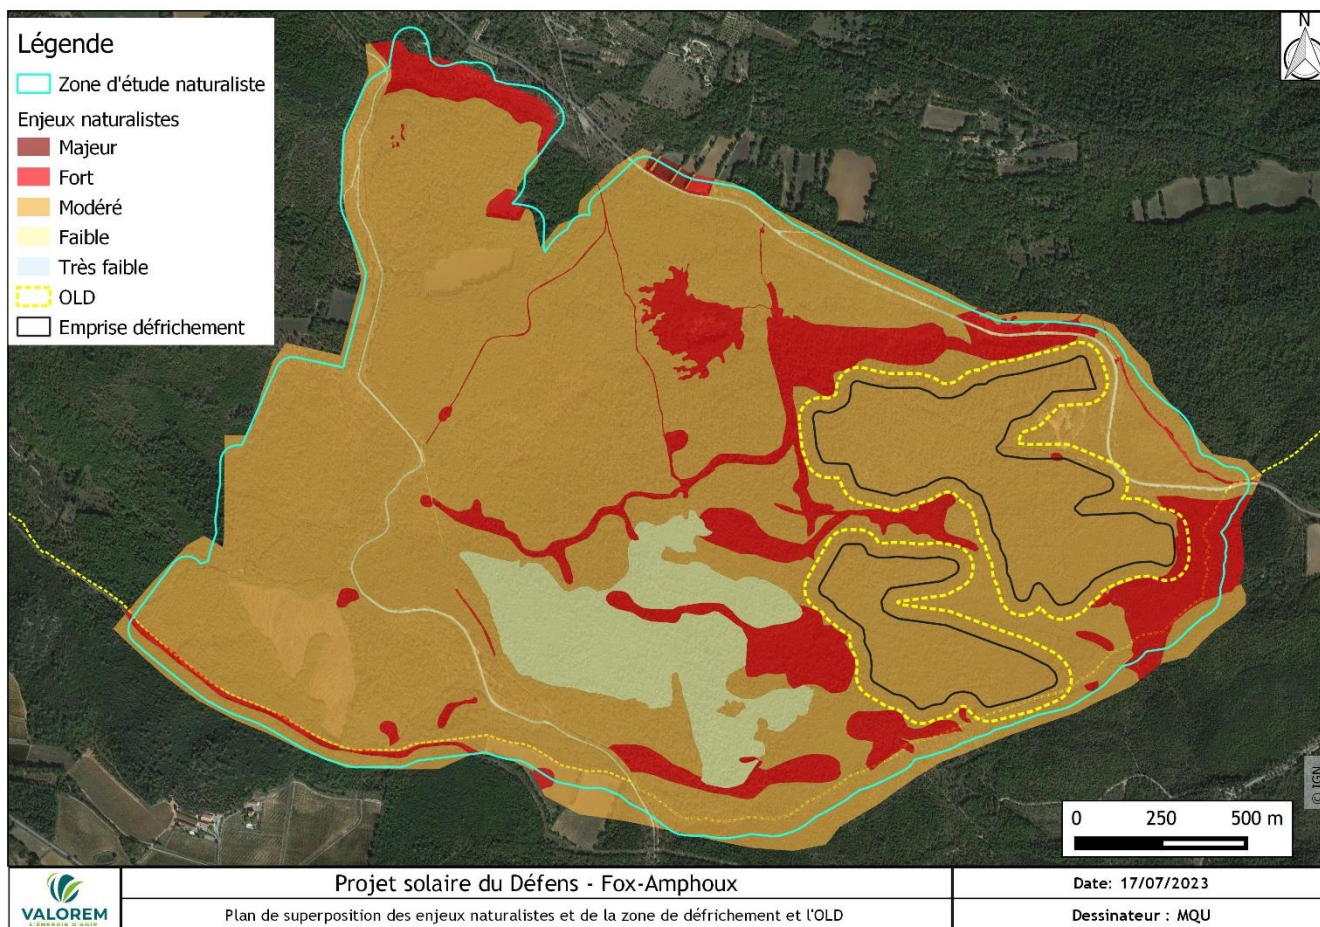 Légende
Zone d'étude naturaliste
Enjeux naturalistes
Majeur
Fort
Modéré
Faible
Très faible
OLD
Emprise défrichement
N
© IGN
0 250 500 m
VALOREM
L'ÉNERGIE D'AGIR
Projet solaire du Défens - Fox-Amphoux
Plan de superposition des enjeux naturalistes et de la zone de défrichement et l'OLD
Date: 17/07/2023
Dessinateur : MQU